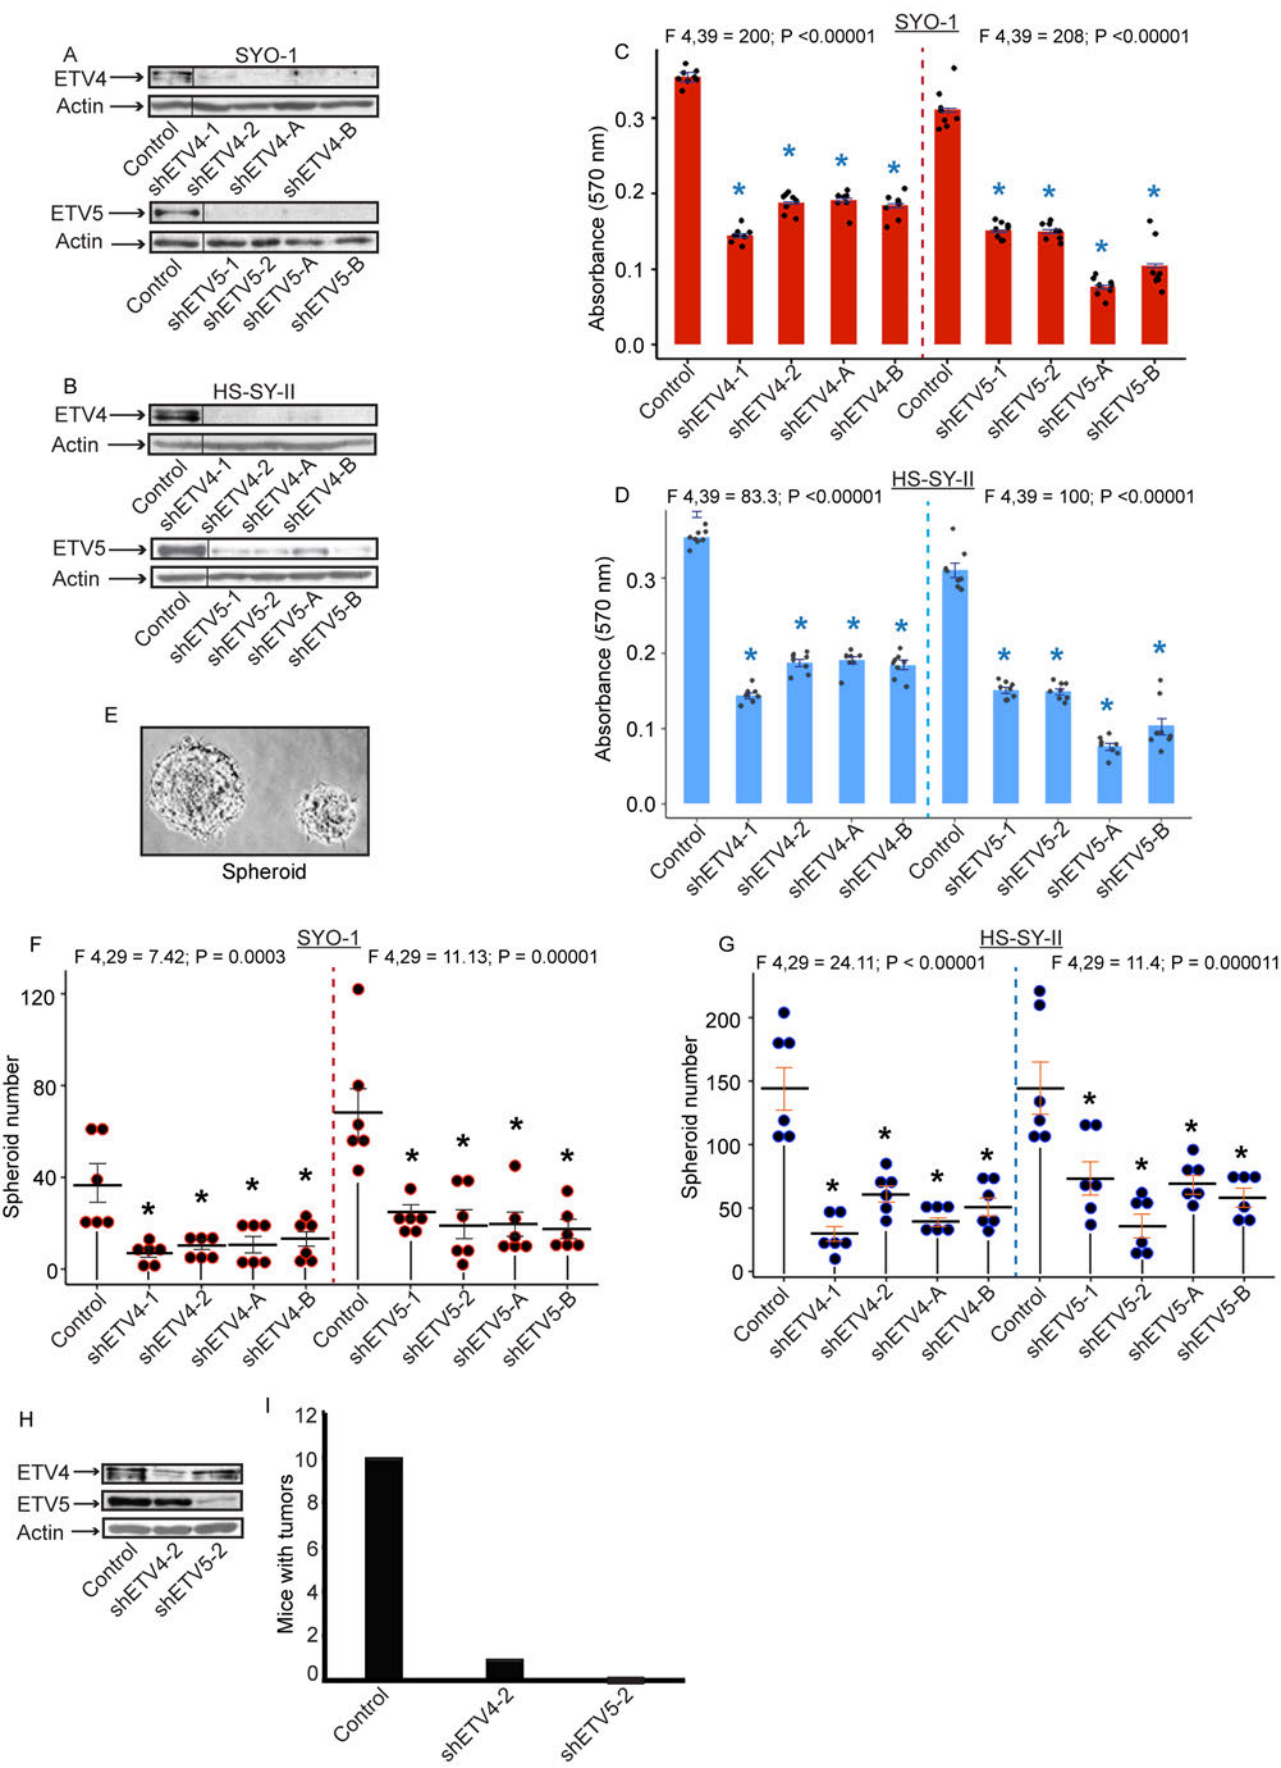 A
SYO-1
ETV4
Actin
Control
shETV4-1
shETV4-2
shETV4-A
shETV4-B
ETV5
Actin
Control
shETV5-1
shETV5-2
shETV5-A
shETV5-B
B
HS-SY-II
ETV4
Actin
Control
shETV4-1
shETV4-2
shETV4-A
shETV4-B
ETV5
Actin
Control
shETV5-1
shETV5-2
shETV5-A
shETV5-B
C
SYO-1
F 4,39 = 200; P <0.00001
F 4,39 = 208; P <0.00001
Absorbance (570 nm)
0.3
0.2
0.1
0.0
* * * * * * * *
Control
shETV4-1
shETV4-2
shETV4-A
shETV4-B
Control
shETV5-1
shETV5-2
shETV5-A
shETV5-B
D
HS-SY-II
F 4,39 = 83.3; P <0.00001
F 4,39 = 100; P <0.00001
Absorbance (570 nm)
0.3
0.2
0.1
0.0
* * * * * * * *
Control
shETV4-1
shETV4-2
shETV4-A
shETV4-B
Control
shETV5-1
shETV5-2
shETV5-A
shETV5-B
E
Spheroid
F
SYO-1
F 4,29 = 7.42; P = 0.0003
F 4,29 = 11.13; P = 0.00001
Spheroid number
120
80
40
0
* * * * * * * *
Control
shETV4-1
shETV4-2
shETV4-A
shETV4-B
Control
shETV5-1
shETV5-2
shETV5-A
shETV5-B
G
HS-SY-II
F 4,29 = 24.11; P < 0.00001
F 4,29 = 11.4; P = 0.000011
Spheroid number
200
150
100
50
0
* * * * * * * *
Control
shETV4-1
shETV4-2
shETV4-A
shETV4-B
Control
shETV5-1
shETV5-2
shETV5-A
shETV5-B
H
ETV4
ETV5
Actin
Control
shETV4-2
shETV5-2
I
Mice with tumors
12
10
8
6
4
2
0
Control
shETV4-2
shETV5-2